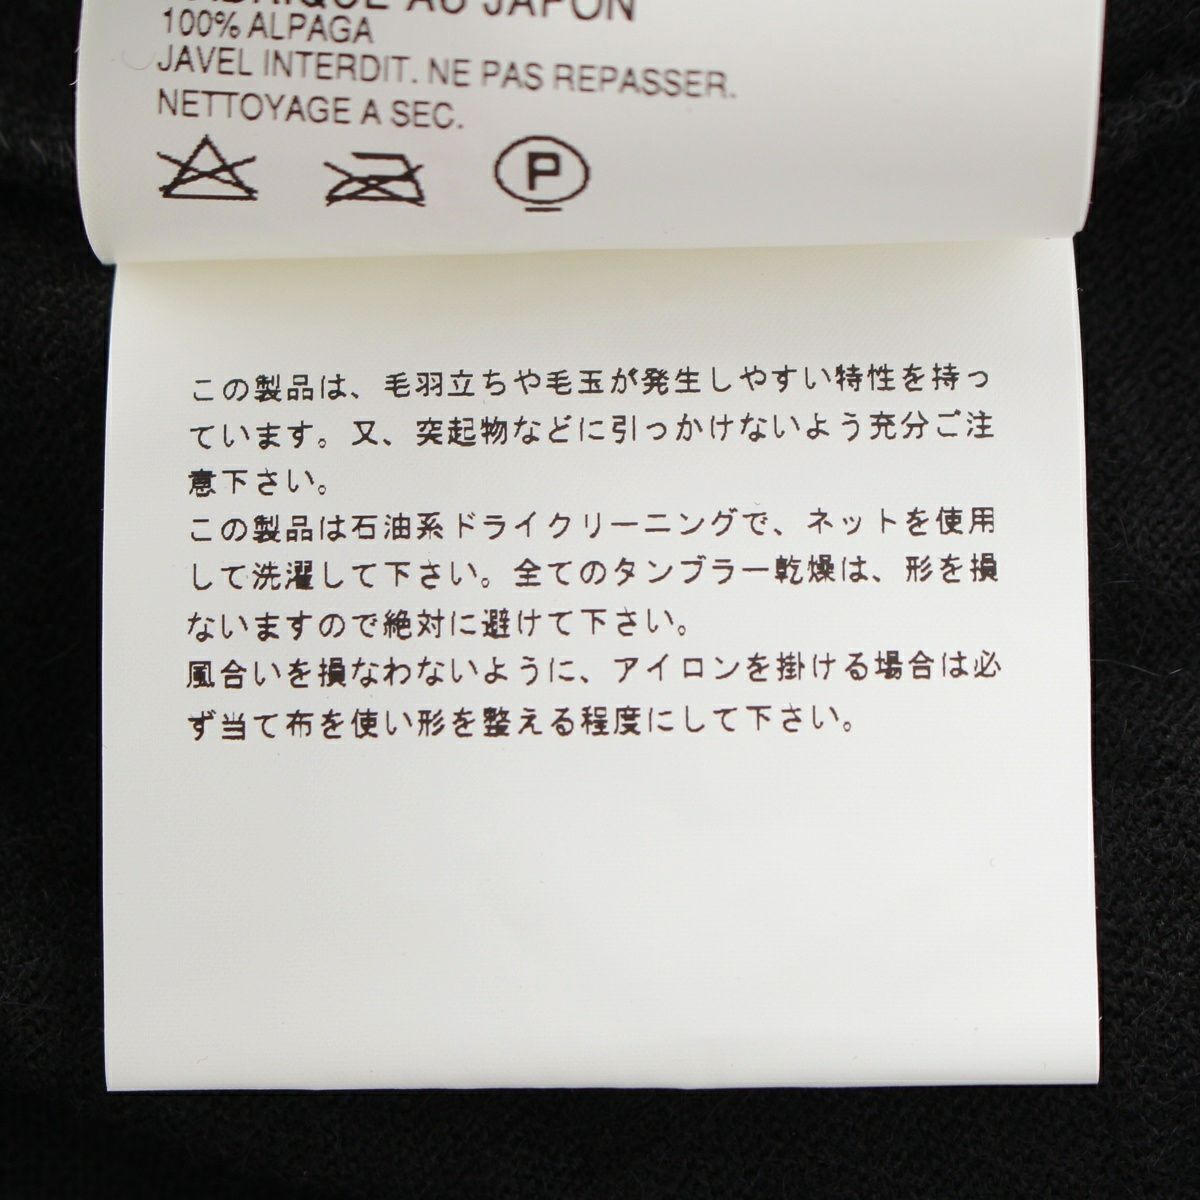 FABRIQUÉ AU JAPON
100% ALPAGA
JAVEL INTERDIT. NE PAS REPASSER.
NETTOYAGE A SEC.
P
この製品は、毛羽立ちや毛玉が発生しやすい特性を持っ
ています。又、突起物などに引っかけないよう充分ご注
意下さい。
この製品は石油系ドライクリーニングで、ネットを使用
して洗濯して下さい。全てのタンブラー乾燥は、形を損
ないますので絶対に避けて下さい。
風合いを損なわないように、アイロンを掛ける場合は必
ず当て布を使い形を整える程度にして下さい。